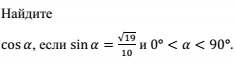 Найдите
cos α, если sin α = √19/10 и 0° < α < 90°.